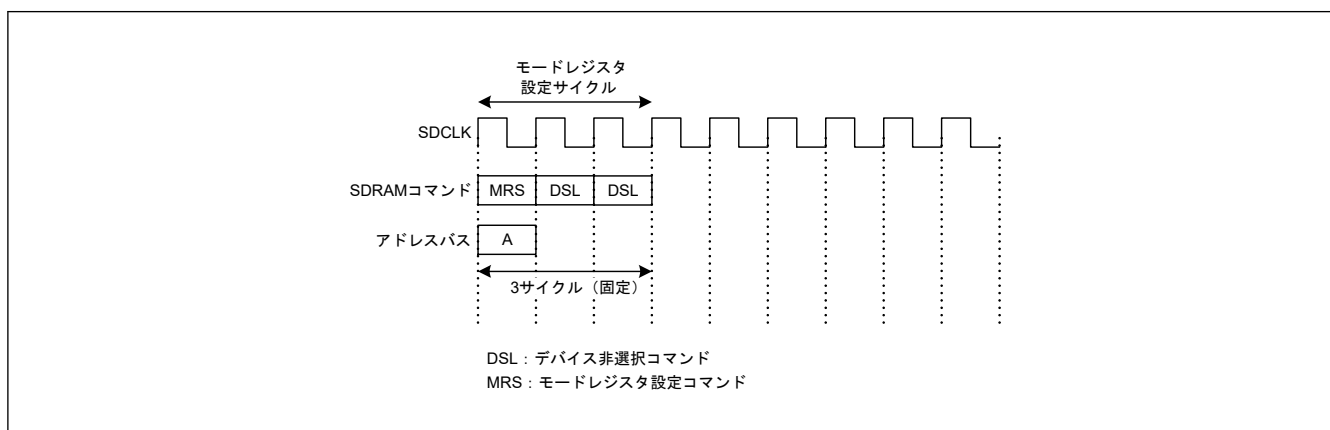 モードレジスタ
設定サイクル
SDCLK
SDRAMコマンド MRS DSL DSL
アドレスバス A
3サイクル（固定）
DSL：デバイス非選択コマンド
MRS：モードレジスタ設定コマンド